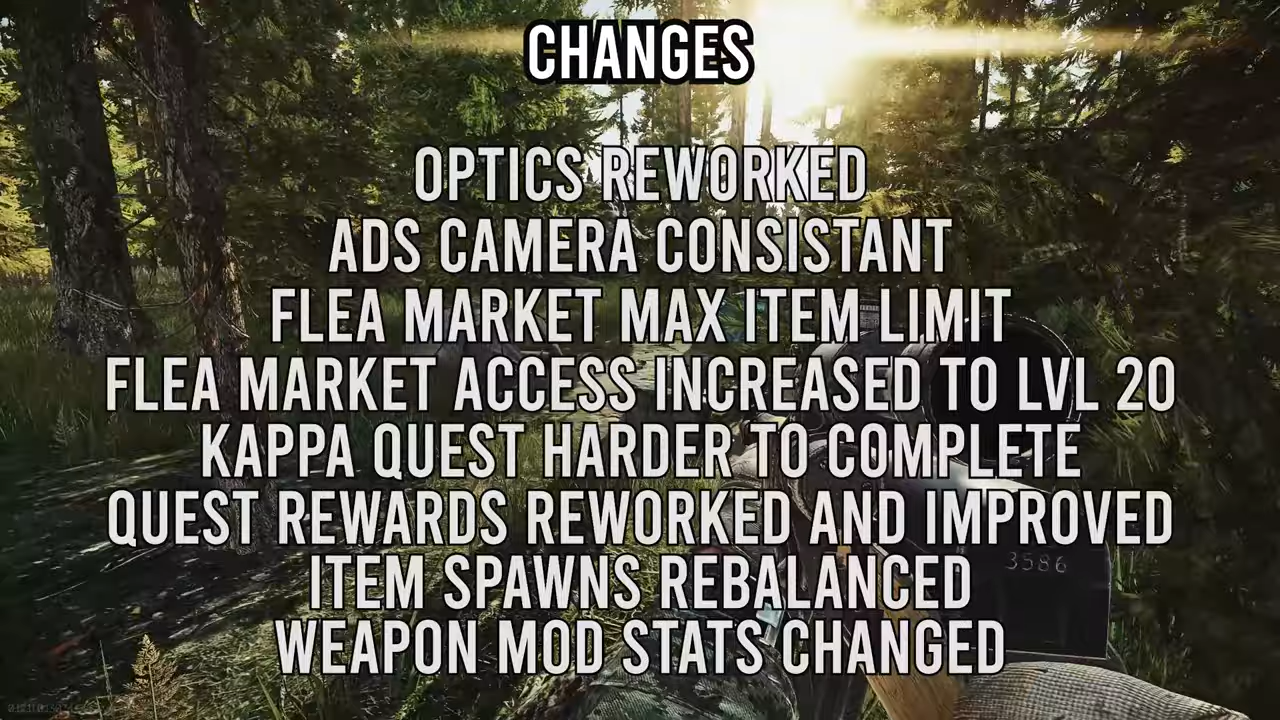 CHANGES
OPTICS REWORKED
ADS CAMERA CONSISTANT
FLEA MARKET MAX ITEM LIMIT
FLEA MARKET ACCESS INCREASED TO LVL 20
KAPPA QUEST HARDER TO COMPLETE
QUEST REWARDS REWORKED AND IMPROVED
ITEM SPAWNS REBALANCED
3586
WEAPON MOD STATS CHANGED